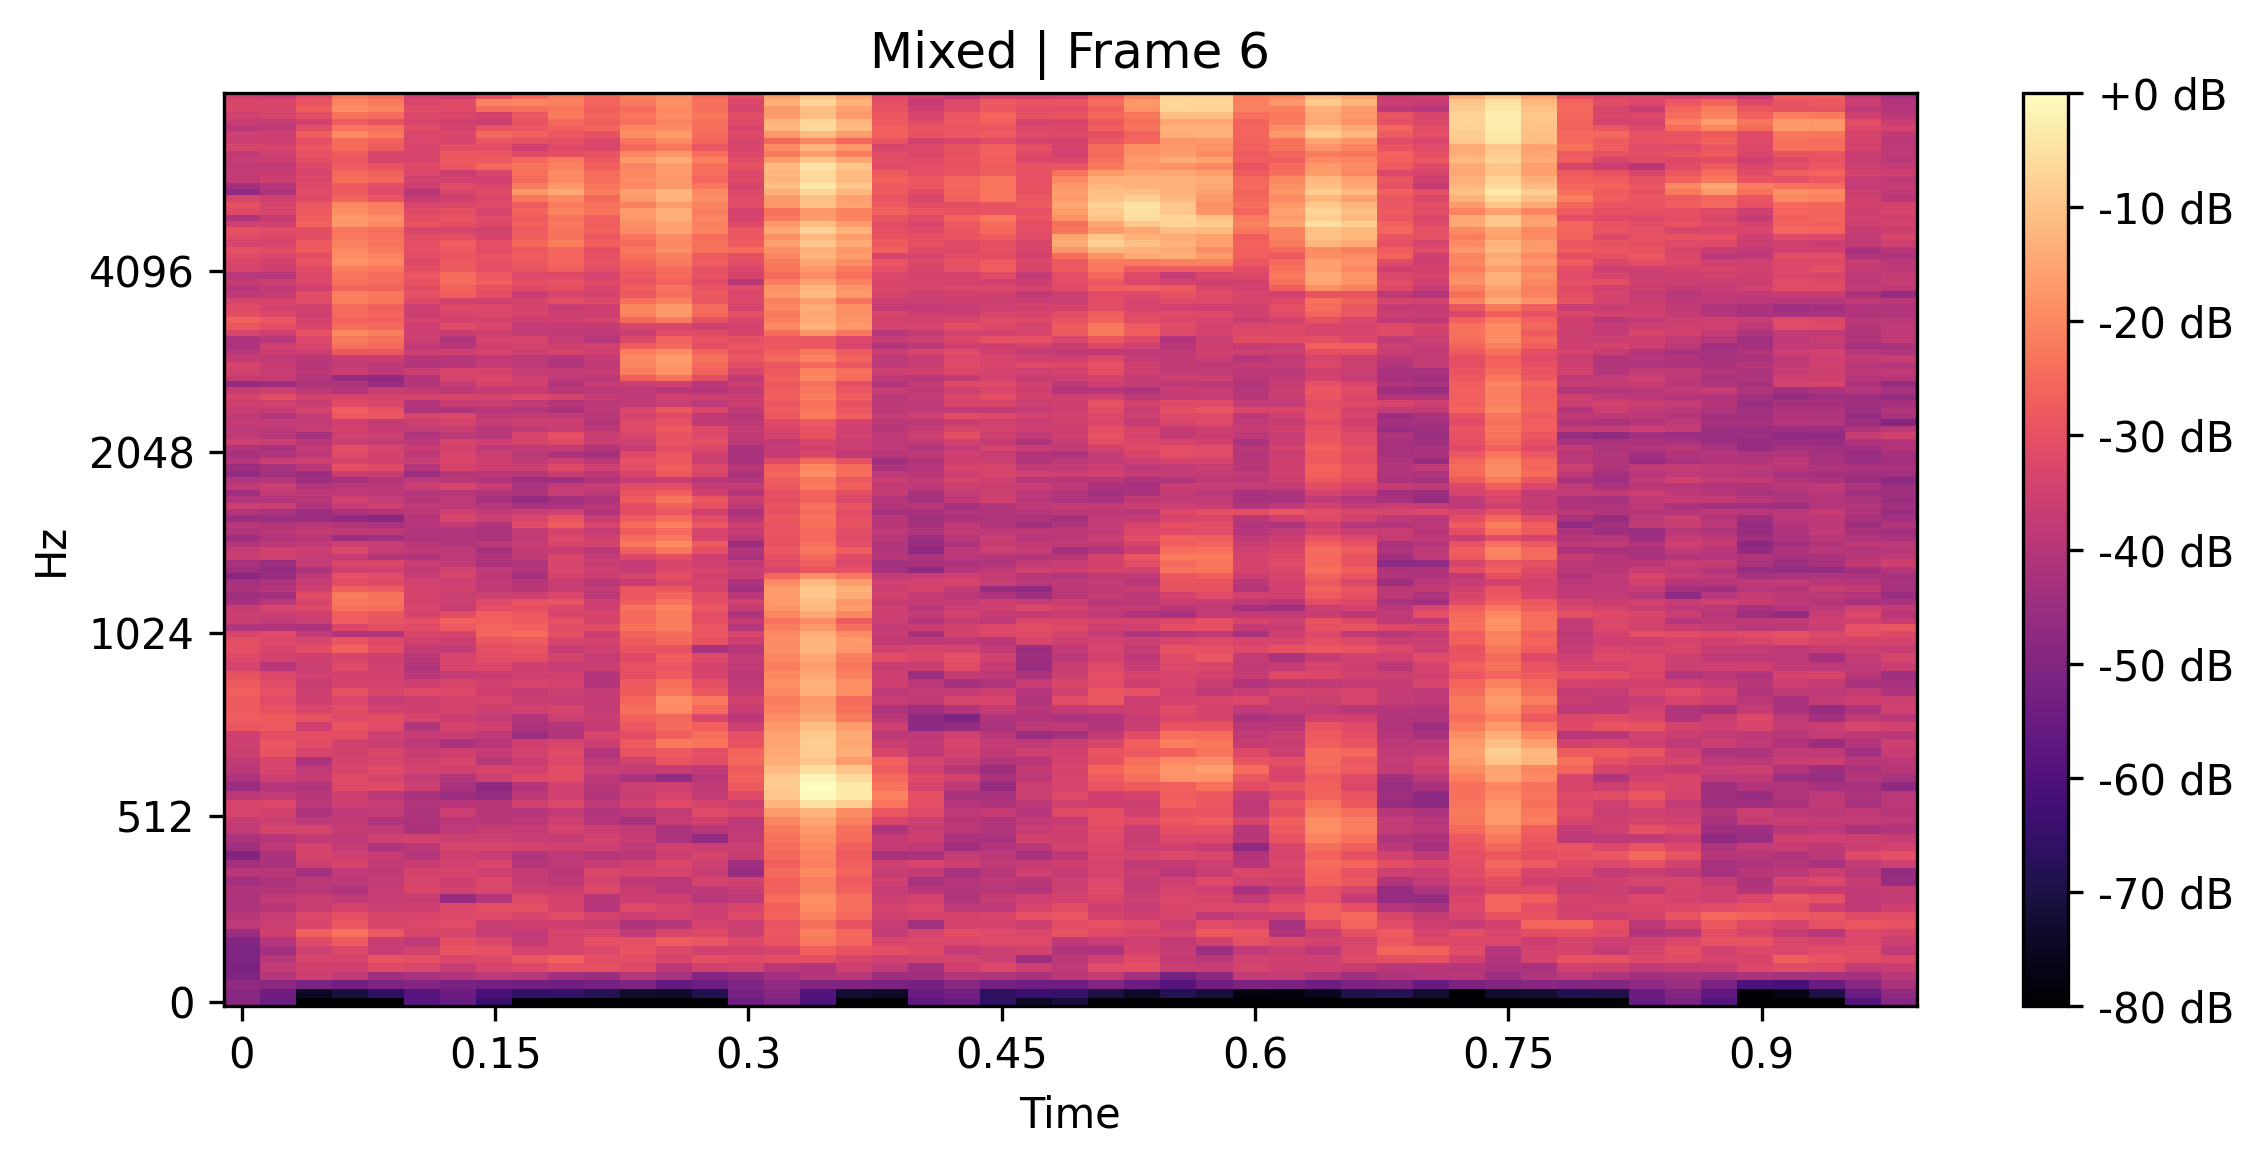 Mixed | Frame 6
+0 dB
-10 dB
-20 dB
-30 dB
-40 dB
-50 dB
-60 dB
-70 dB
-80 dB
Hz
4096
2048
1024
512
0
0 0.15 0.3 0.45 0.6 0.75 0.9
Time